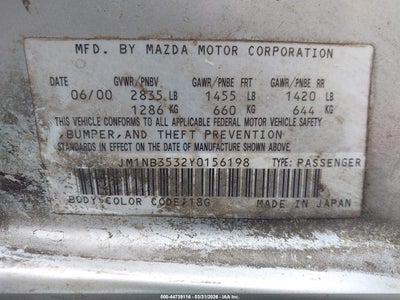 MFD. BY MAZDA MOTOR CORPORATION
DATE GVWR/PNBV GAWR/PNBE FRT GAWR/PNBE RR
06/00 2835 LB 1455 LB 1420 LB
1286 KG 660 KG 644 KG
THIS VEHICLE CONFORMS TO ALL APPLICABLE FEDERAL MOTOR VEHICLE SAFETY,
BUMPER, AND THEFT PREVENTION
STANDARDS IN EFFECT ON THE DATE OF MANUFACTURE SHOWN ABOVE.
JM1NB3532Y0156198 TYPE: PASSENGER
BODY COLOR CODE/18G MADE IN JAPAN
#000-44739116 - 03/31/2026 - IAA Inc.